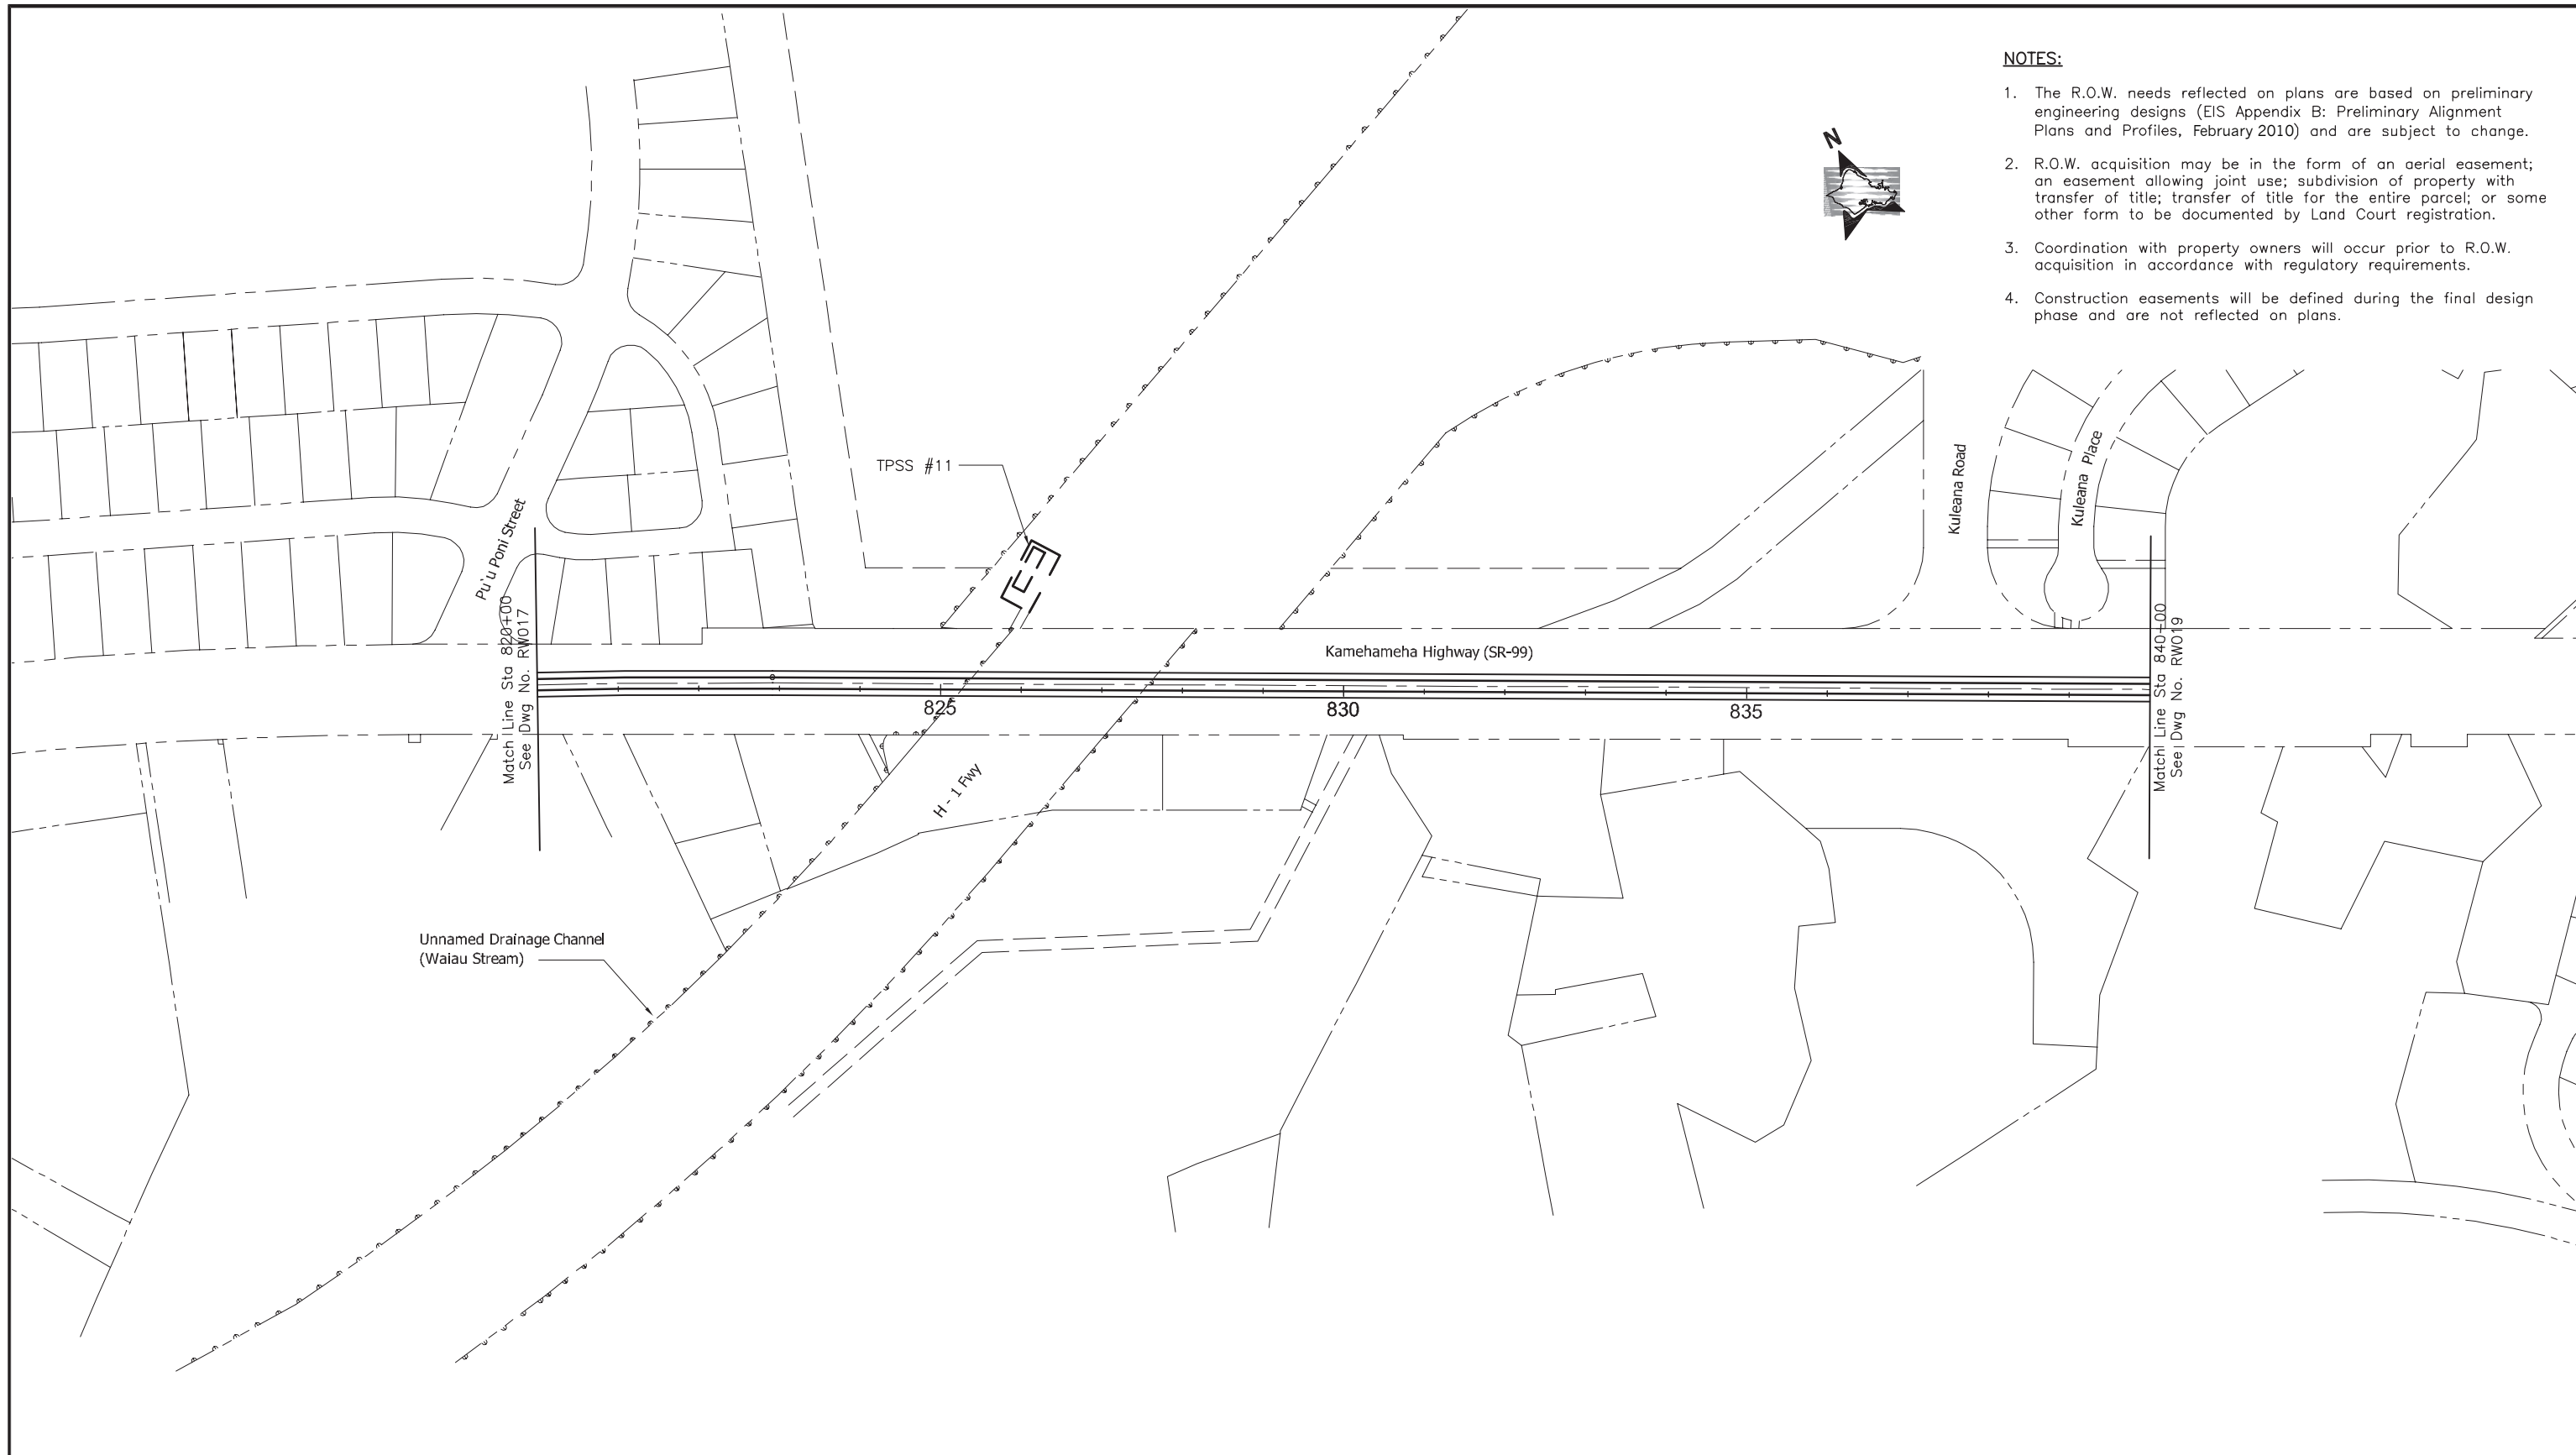 NOTES:
1. The R.O.W. needs reflected on plans are based on preliminary
engineering designs (EIS Appendix B: Preliminary Alignment
Plans and Profiles, February 2010) and are subject to change.
2. R.O.W. acquisition may be in the form of an aerial easement;
an easement allowing joint use; subdivision of property with
transfer of title; transfer of title for the entire parcel; or some
other form to be documented by Land Court registration.
3. Coordination with property owners will occur prior to R.O.W.
acquisition in accordance with regulatory requirements.
4. Construction easements will be defined during the final design
phase and are not reflected on plans.
N
TPSS #11
Pu'u Poni Street
Kuleana Road
Kuleana Place
Match Line Sta 820+00
See Dwg No. RW017
Kamehameha Highway (SR-99)
825
830
835
Match Line Sta 840+00
See Dwg No. RW019
H - 1 Fwy
Unnamed Drainage Channel
(Waiau Stream)